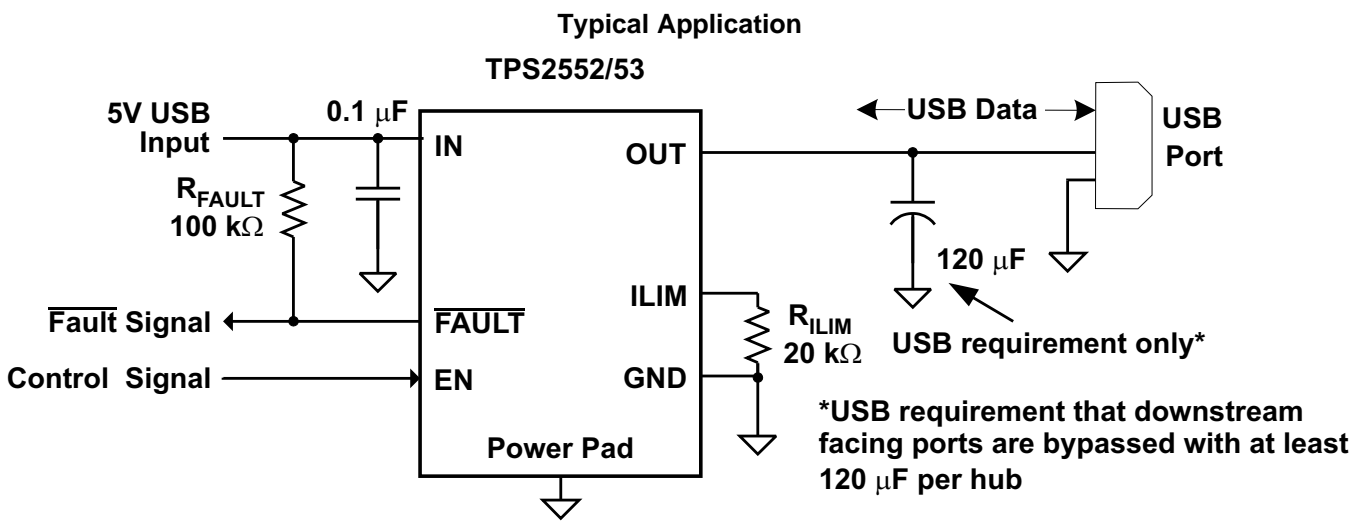 Typical Application
TPS2552/53
5V USB
Input
0.1 μF
IN
OUT
USB Data
USB
Port
R_FAULT
100 kΩ
120 μF
Fault Signal
FAULT
ILIM
R_ILIM
20 kΩ
USB requirement only*
Control Signal
EN
GND
Power Pad
*USB requirement that downstream
facing ports are bypassed with at least
120 μF per hub